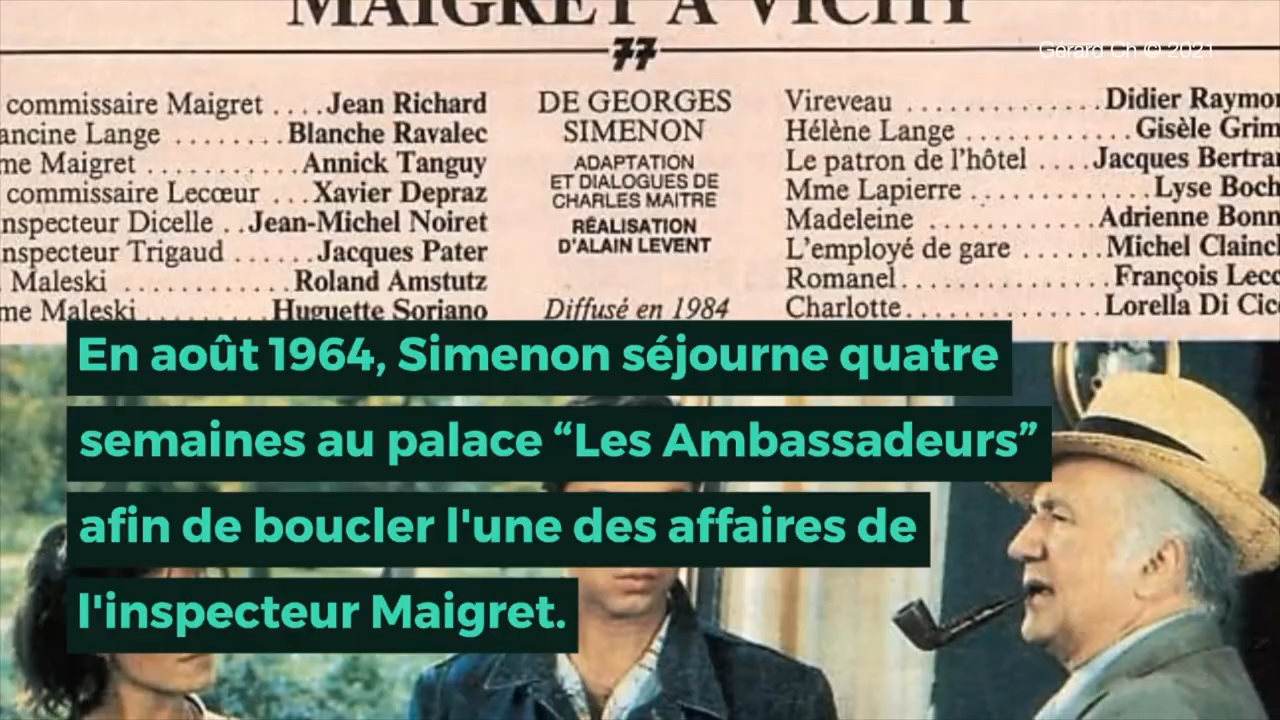 MAIGRET À VICHY
Gérard Ch © 2021
77
commissaire Maigret .... Jean Richard
ancine Lange ........ Blanche Ravalec
me Maigret .......... Annick Tanguy
commissaire Lecœur ... Xavier Depraz
nspecteur Dicelle .. Jean-Michel Noiret
nspecteur Trigaud ...... Jacques Pater
Maleski ............ Roland Amstutz
me Maleski ......... Huguette Soriano
DE GEORGES
SIMENON
ADAPTATION
ET DIALOGUES DE
CHARLES MAITRE
RÉALISATION
D'ALAIN LEVENT
Diffusé en 1984
Vireveau .............. Didier Raymon
Hélène Lange ............ Gisèle Grim
Le patron de l'hôtel .... Jacques Bertra
Mme Lapierre .......... Lyse Boch
Madeleine ........... Adrienne Bonn
L'employé de gare ...... Michel Clainch
Romanel ............. François Lecc
Charlotte ............ Lorella Di Cic
En août 1964, Simenon séjourne quatre
semaines au palace “Les Ambassadeurs”
afin de boucler l'une des affaires de
l'inspecteur Maigret.